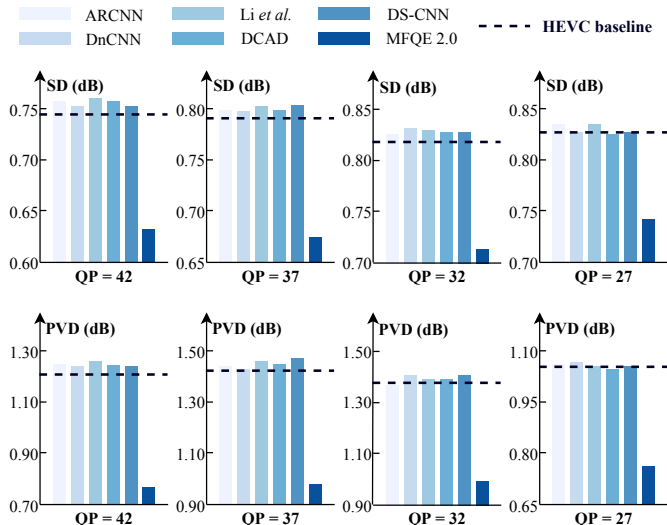 ARCNN
Li et al.
DS-CNN
HEVC baseline
DnCNN
DCAD
MFQE 2.0
SD (dB)
0.75
0.70
0.65
0.60
QP = 42
SD (dB)
0.80
0.75
0.70
0.65
QP = 37
SD (dB)
0.85
0.80
0.75
0.70
QP = 32
SD (dB)
0.85
0.80
0.75
0.70
QP = 27
PVD (dB)
1.30
1.10
0.90
0.70
QP = 42
PVD (dB)
1.50
1.30
1.10
0.90
QP = 37
PVD (dB)
1.50
1.30
1.10
0.90
QP = 32
PVD (dB)
1.05
0.95
0.75
0.65
QP = 27